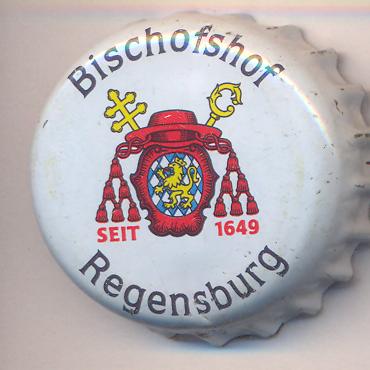 Bischofshof
SEIT 1649
Regensburg